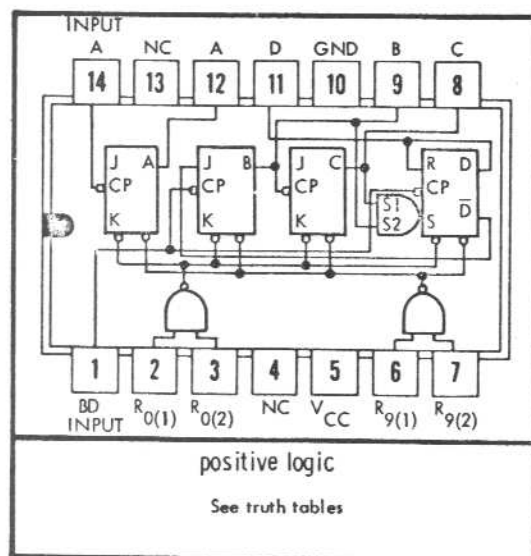 INPUT
A NC A D GND B C
14 13 12 11 10 9 8
J A J B J C R D
CP CP CP CP
S1
K K K S2 S D
1 2 3 4 5 6 7
BD INPUT R0(1) R0(2) NC VCC R9(1) R9(2)
positive logic
See truth tables